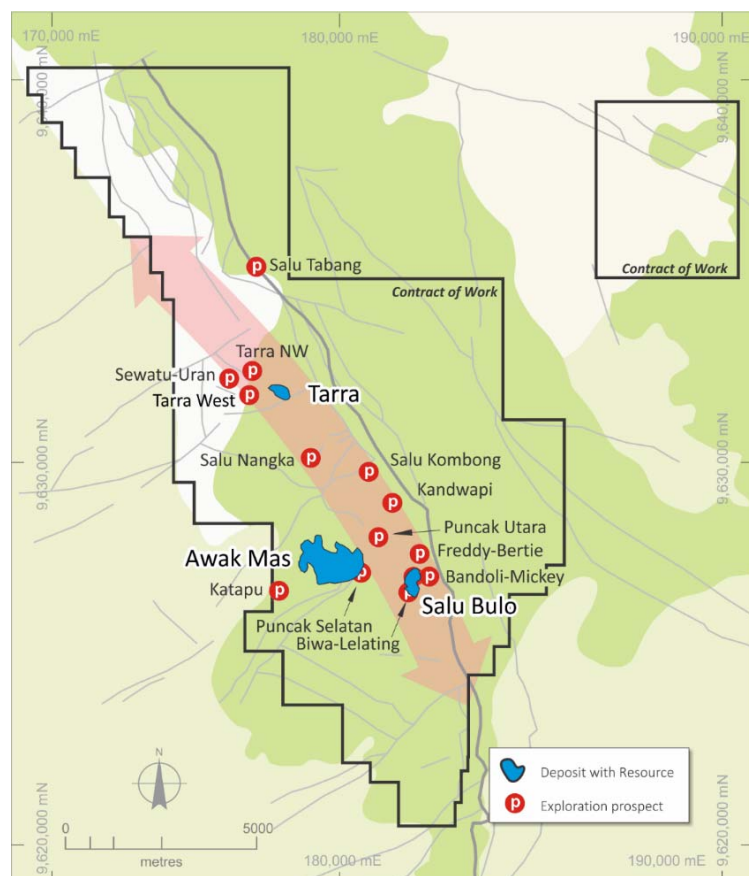 170,000 mE
180,000 mE
190,000 mE
9,640,000 mN
9,640,000 mN
Contract of Work
Salu Tabang
Contract of Work
Tarra NW
Sewatu-Uran
Tarra West
Tarra
Salu Nangka
Salu Kombong
9,630,000 mN
9,630,000 mN
Kandwapi
Puncak Utara
Freddy-Bertie
Awak Mas
Bandoli-Mickey
Katapu
Salu Bulo
Puncak Selatan
Biwa-Lelating
N
Deposit with Resource
p Exploration prospect
0 5000
metres
9,620,000 mN
9,620,000 mN
180,000 mE
190,000 mE
p
p
p
p
p
p
p
p
p
p
p
p
p